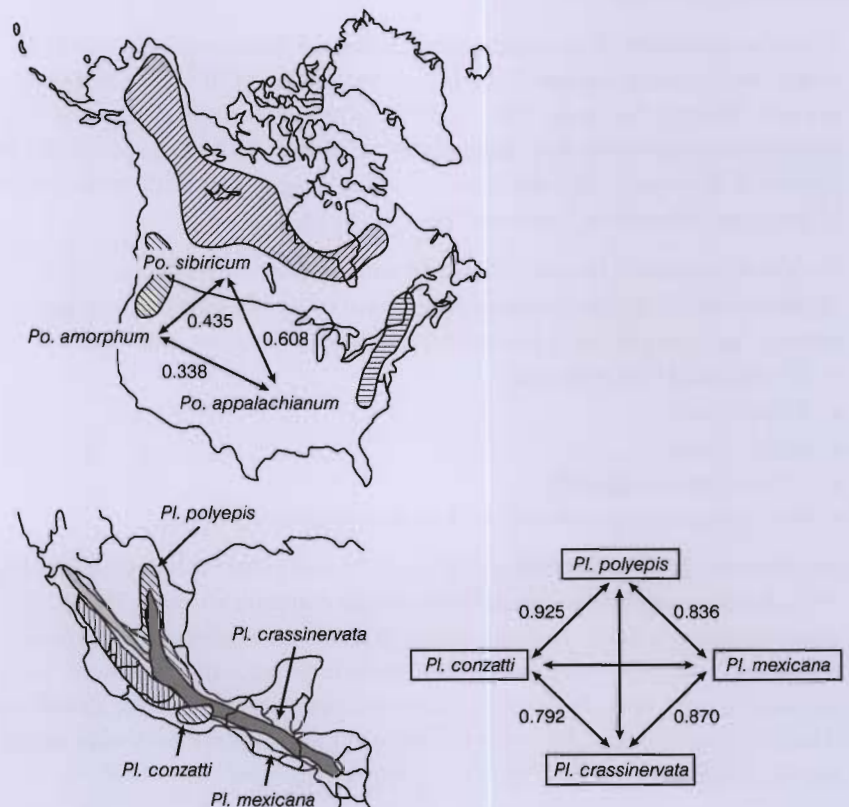 Po. sibiricum
0.435
0.608
Po. amorphum
0.338
Po. appalachianum
Pl. polyepis
Pl. crassinervata
Pl. conzatti
Pl. mexicana
Pl. polyepis
0.925
0.836
Pl. conzatti
Pl. mexicana
0.792
0.870
Pl. crassinervata